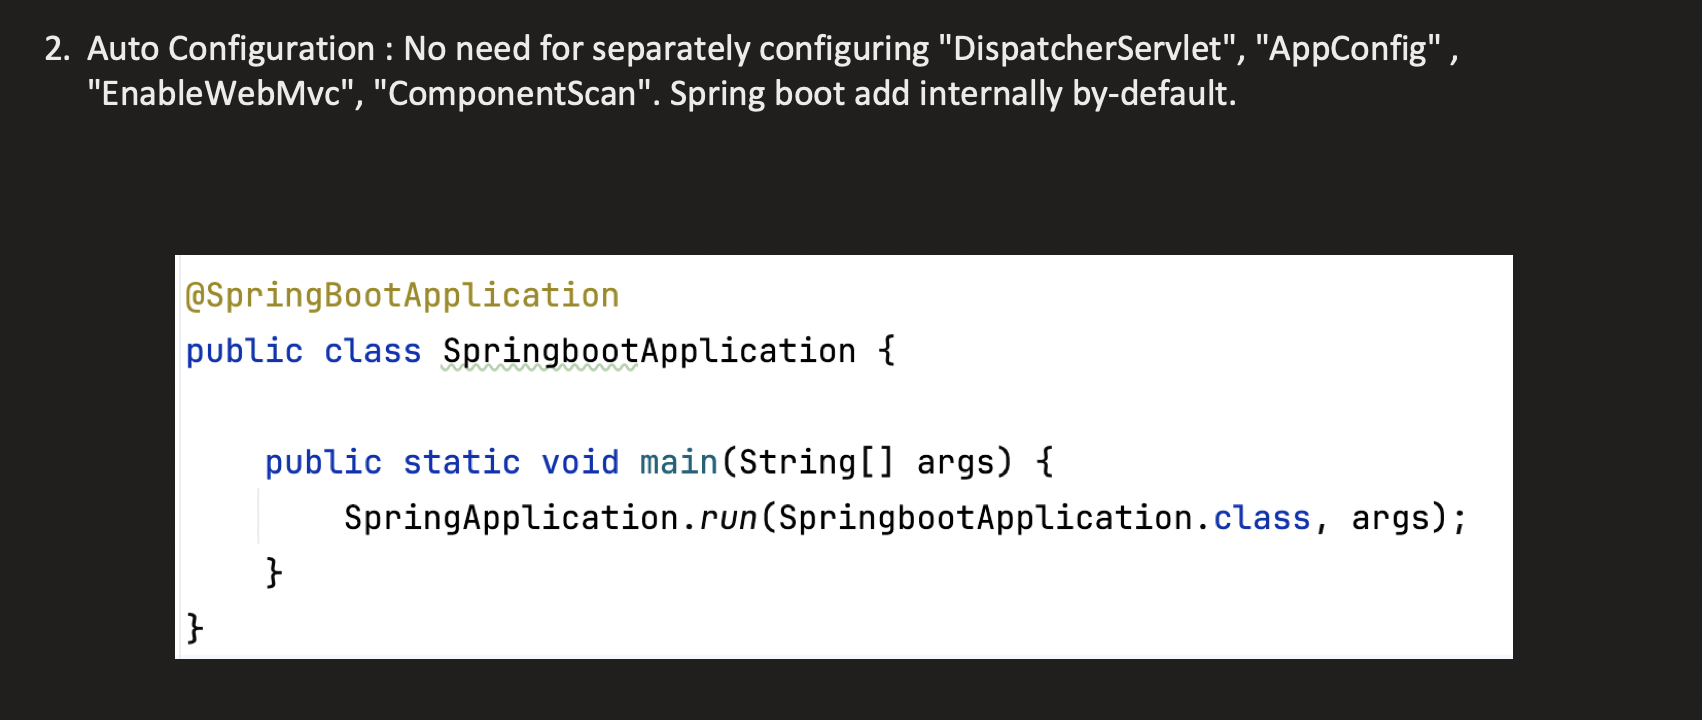 2. Auto Configuration : No need for separately configuring "DispatcherServlet", "AppConfig" ,
"EnableWebMvc", "ComponentScan". Spring boot add internally by-default.
@SpringBootApplication
public class SpringbootApplication {
public static void main(String[] args) {
SpringApplication.run(SpringbootApplication.class, args);
}
}